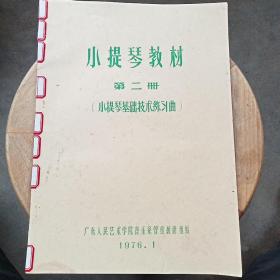 小提琴教材
第二册
（小提琴基础技术练习曲）
广东人民艺术学院音乐系管弦教研组编
1976.1